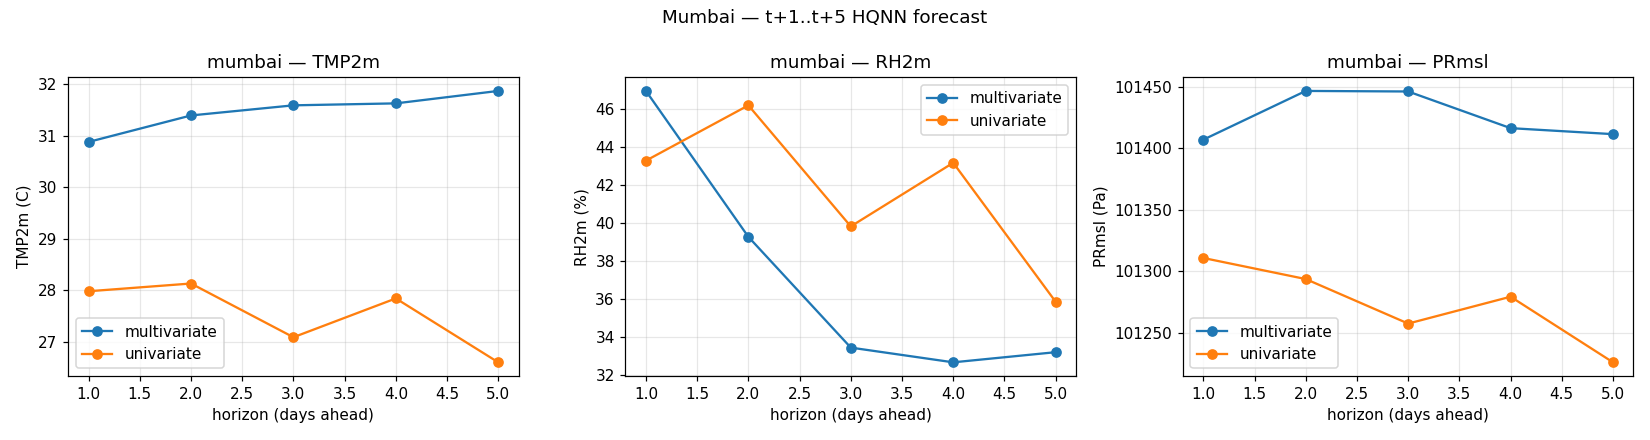 Mumbai — t+1..t+5 HQNN forecast
mumbai — TMP2m
TMP2m (C)
32
31
30
29
28
27
multivariate
univariate
1.0 1.5 2.0 2.5 3.0 3.5 4.0 4.5 5.0
horizon (days ahead)
mumbai — RH2m
RH2m (%)
46
44
42
40
38
36
34
32
multivariate
univariate
1.0 1.5 2.0 2.5 3.0 3.5 4.0 4.5 5.0
horizon (days ahead)
mumbai — PRmsl
PRmsl (Pa)
101450
101400
101350
101300
101250
multivariate
univariate
1.0 1.5 2.0 2.5 3.0 3.5 4.0 4.5 5.0
horizon (days ahead)